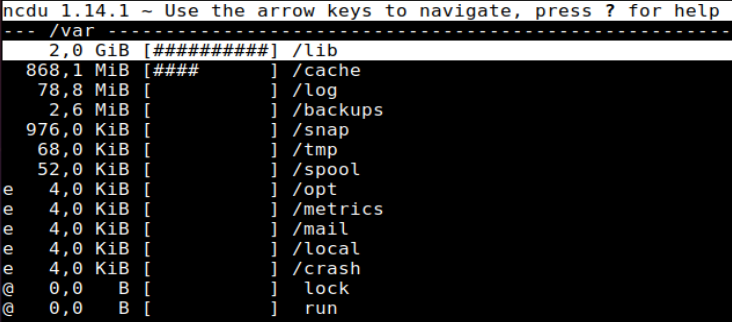 ncdu 1.14.1 ~ Use the arrow keys to navigate, press ? for help
--- /var ------------------------------------------------------
    2,0 GiB [##########] /lib
  868,1 MiB [####      ] /cache
   78,8 MiB [          ] /log
    2,6 MiB [          ] /backups
  976,0 KiB [          ] /snap
   68,0 KiB [          ] /tmp
   52,0 KiB [          ] /spool
e   4,0 KiB [          ] /opt
e   4,0 KiB [          ] /metrics
e   4,0 KiB [          ] /mail
e   4,0 KiB [          ] /local
e   4,0 KiB [          ] /crash
@   0,0   B [          ]  lock
@   0,0   B [          ]  run